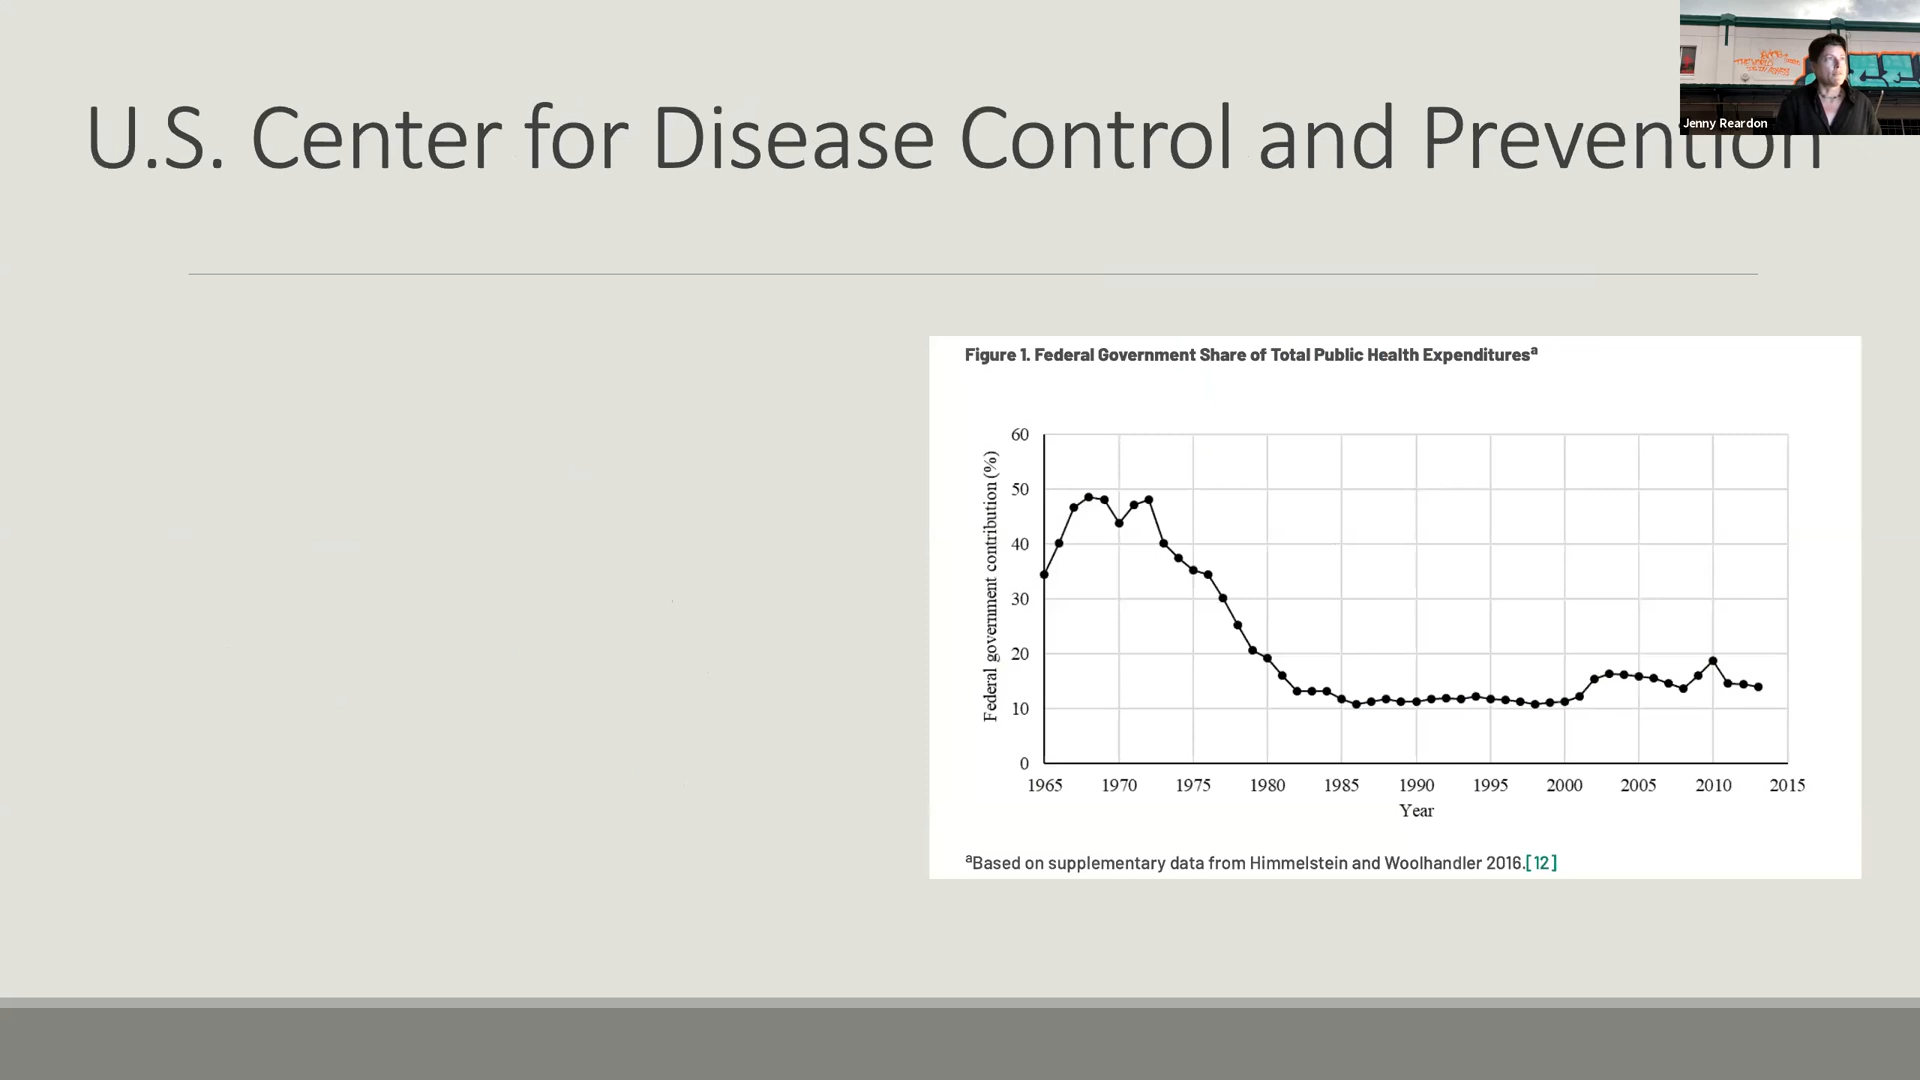 U.S. Center for Disease Control and Prevention
Jenny Reardon
Figure 1. Federal Government Share of Total Public Health Expendituresª
Federal government contribution (%)
60
50
40
30
20
10
0
1965 1970 1975 1980 1985 1990 1995 2000 2005 2010 2015
Year
ªBased on supplementary data from Himmelstein and Woolhandler 2016.[12]